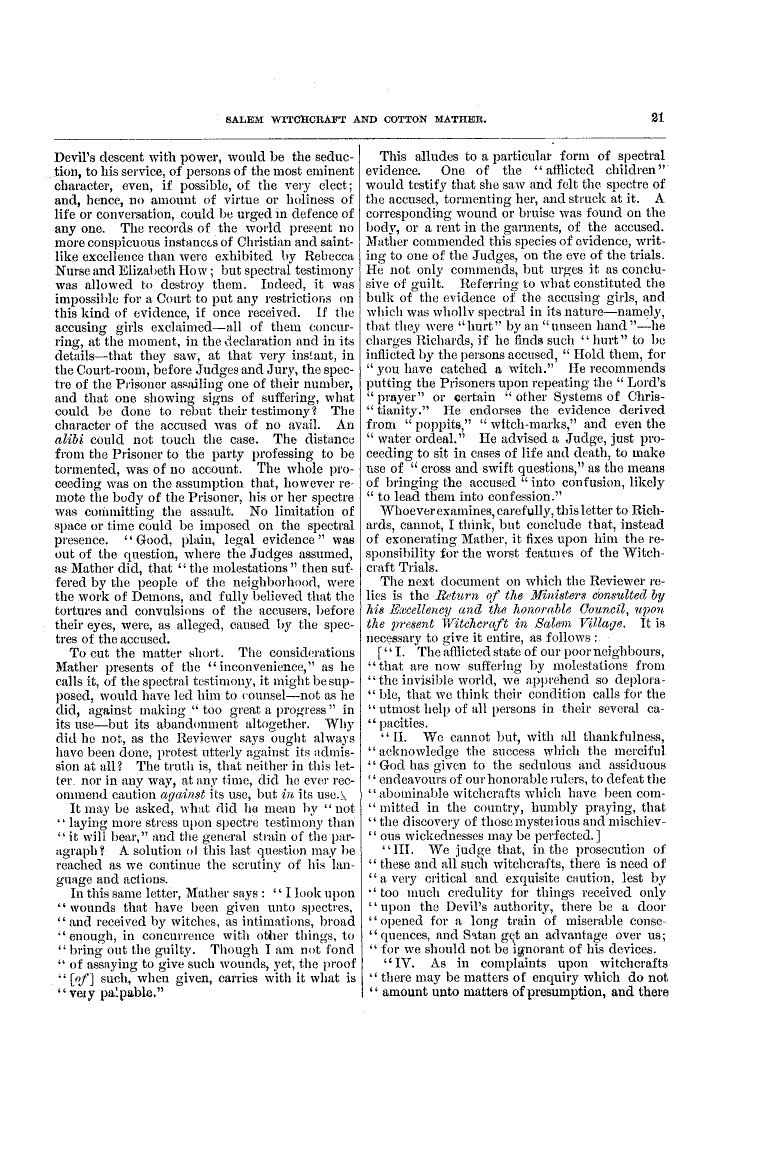 SALEM WITCHCRAFT AND COTTON MATHER. 21
Devil's descent with power, would be the seduc-
tion, to his service, of persons of the most eminent
character, even, if possible, of the very elect;
and, hence, no amount of virtue or holiness of
life or conversation, could be urged in defence of
any one. The records of the world present no
more conspicuous instances of Christian and saint-
like excellence than were exhibited by Rebecca
Nurse and Elizabeth How; but spectral testimony
was allowed to destroy them. Indeed, it was
impossible for a Court to put any restrictions on
this kind of evidence, if once received. If the
accusing girls exclaimed—all of them concur-
ring, at the moment, in the declaration and in its
details—that they saw, at that very instant, in
the Court-room, before Judges and Jury, the spec-
tre of the Prisoner assailing one of their number,
and that one showing signs of suffering, what
could be done to rebut their testimony? The
character of the accused was of no avail. An
alibi could not touch the case. The distance
from the Prisoner to the party professing to be
tormented, was of no account. The whole pro-
ceeding was on the assumption that, however re-
mote the body of the Prisoner, his or her spectre
was committing the assault. No limitation of
space or time could be imposed on the spectral
presence. "Good, plain, legal evidence" was
out of the question, where the Judges assumed,
as Mather did, that "the molestations" then suf-
fered by the people of the neighborhood, were
the work of Demons, and fully believed that the
tortures and convulsions of the accusers, before
their eyes, were, as alleged, caused by the spec-
tres of the accused.
To cut the matter short. The considerations
Mather presents of the "inconvenience," as he
calls it, of the spectral testimony, it might be sup-
posed, would have led him to counsel—not as he
did, against making "too great a progress" in
its use—but its abandonment altogether. Why
did he not, as the Reviewer says ought always
have been done, protest utterly against its admis-
sion at all? The truth is, that neither in this let-
ter. nor in any way, at any time, did he ever rec-
ommend caution against its use, but in its use.
It may be asked, what did he mean by "not
"laying more stress upon spectre testimony than
"it will bear," and the general strain of the par-
agraph? A solution of this last question may be
reached as we continue the scrutiny of his lan-
guage and actions.
In this same letter, Mather says: "I look upon
"wounds that have been given unto spectres,
"and received by witches, as intimations, broad
"enough, in concurrence with other things, to
"bring out the guilty. Though I am not fond
"of assaying to give such wounds, yet, the proof
"[of] such, when given, carries with it what is
"very palpable."
This alludes to a particular form of spectral
evidence. One of the "afflicted children"
would testify that she saw and felt the spectre of
the accused, tormenting her, and struck at it. A
corresponding wound or bruise was found on the
body, or a rent in the garments, of the accused.
Mather commended this species of evidence, writ-
ing to one of the Judges, on the eve of the trials.
He not only commends, but urges it as conclu-
sive of guilt. Referring to what constituted the
bulk of the evidence of the accusing girls, and
which was wholly spectral in its nature—namely,
that they were "hurt" by an "unseen hand"—he
charges Richards, if he finds such "hurt" to be
inflicted by the persons accused, "Hold them, for
"you have catched a witch." He recommends
putting the Prisoners upon repeating the "Lord's
"prayer" or certain "other Systems of Chris-
"tianity." He endorses the evidence derived
from "poppits," "witch-marks," and even the
"water ordeal." He advised a Judge, just pro-
ceeding to sit in cases of life and death, to make
use of "cross and swift questions," as the means
of bringing the accused "into confusion, likely
"to lead them into confession."
Whoever examines, carefully, this letter to Rich-
ards, cannot, I think, but conclude that, instead
of exonerating Mather, it fixes upon him the re-
sponsibility for the worst features of the Witch-
craft Trials.
The next document on which the Reviewer re-
lies is the Return of the Ministers consulted by
his Excellency and the honorable Council, upon
the present Witchcraft in Salem Village. It is
necessary to give it entire, as follows:
["I. The afflicted state of our poor neighbours,
"that are now suffering by molestations from
"the invisible world, we apprehend so deplora-
"ble, that we think their condition calls for the
"utmost help of all persons in their several ca-
"pacities.
"II. We cannot but, with all thankfulness,
"acknowledge the success which the merciful
"God has given to the sedulous and assiduous
"endeavours of our honorable rulers, to defeat the
"abominable witchcrafts which have been com-
"mitted in the country, humbly praying, that
"the discovery of those mysterious and mischiev-
"ous wickednesses may be perfected.]
"III. We judge that, in the prosecution of
"these and all such witchcrafts, there is need of
"a very critical and exquisite caution, lest by
"too much credulity for things received only
"upon the Devil's authority, there be a door
"opened for a long train of miserable conse-
"quences, and Satan get an advantage over us;
"for we should not be ignorant of his devices.
"IV. As in complaints upon witchcrafts
"there may be matters of enquiry which do not
"amount unto matters of presumption, and there